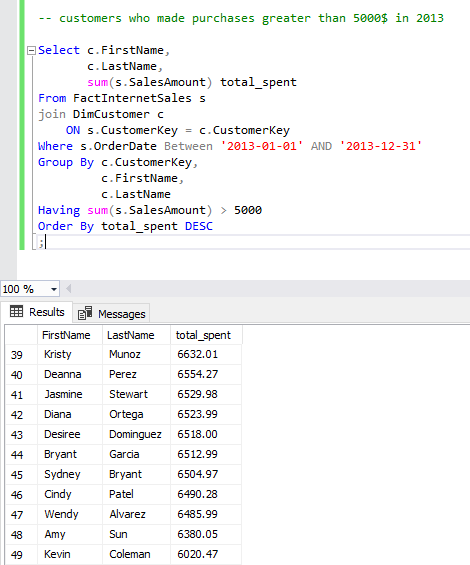 -- customers who made purchases greater than 5000$ in 2013
Select c.FirstName,
c.LastName,
sum(s.SalesAmount) total_spent
From FactInternetSales s
join DimCustomer c
ON s.CustomerKey = c.CustomerKey
Where s.OrderDate Between '2013-01-01' AND '2013-12-31'
Group By c.CustomerKey,
c.FirstName,
c.LastName
Having sum(s.SalesAmount) > 5000
Order By total_spent DESC
;
100 %
Results Messages
FirstName LastName total_spent
39 Kristy Munoz 6632.01
40 Deanna Perez 6554.27
41 Jasmine Stewart 6529.98
42 Diana Ortega 6523.99
43 Desiree Dominguez 6518.00
44 Bryant Garcia 6512.99
45 Sydney Bryant 6504.97
46 Cindy Patel 6490.28
47 Wendy Alvarez 6485.99
48 Amy Sun 6380.05
49 Kevin Coleman 6020.47